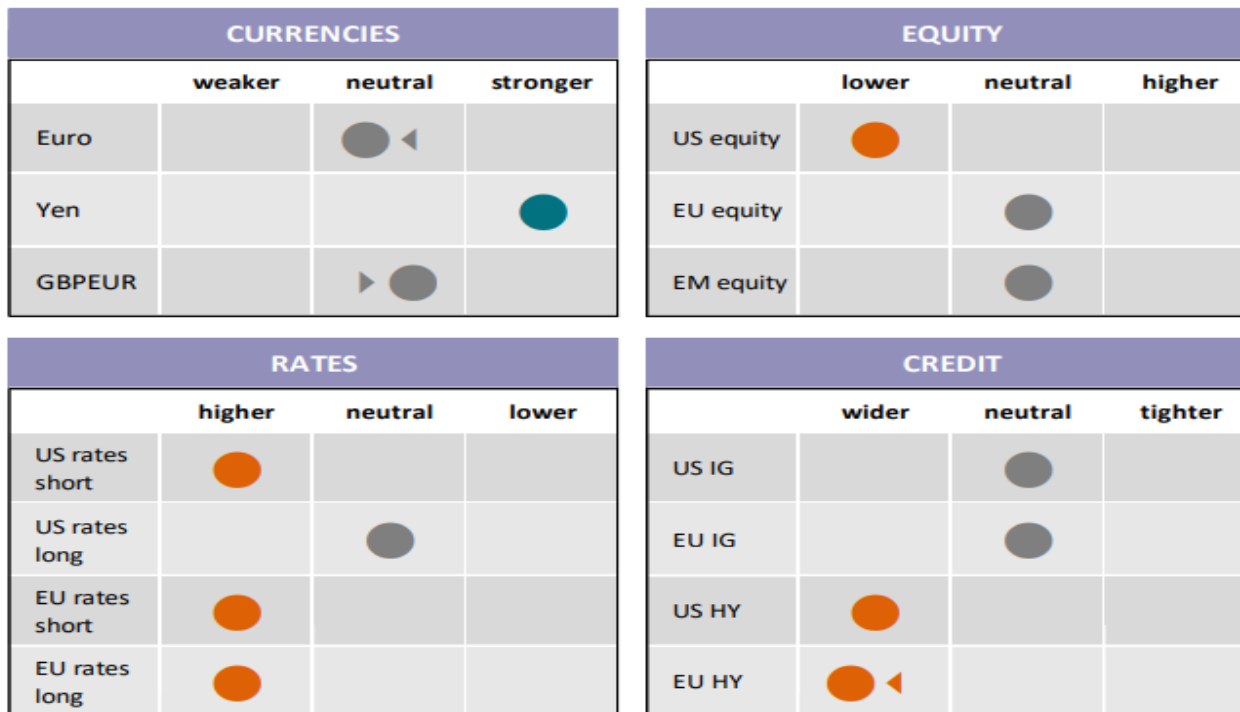 CURRENCIES
weaker neutral stronger
Euro
Yen
GBPEUR
EQUITY
lower neutral higher
US equity
EU equity
EM equity
RATES
higher neutral lower
US rates
short
US rates
long
EU rates
short
EU rates
long
CREDIT
wider neutral tighter
US IG
EU IG
US HY
EU HY